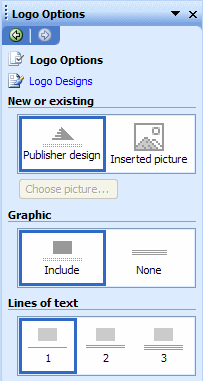 Logo Options
Logo Options
Logo Designs
New or existing
Publisher design Inserted picture
Choose picture...
Graphic
Include None
Lines of text
1 2 3